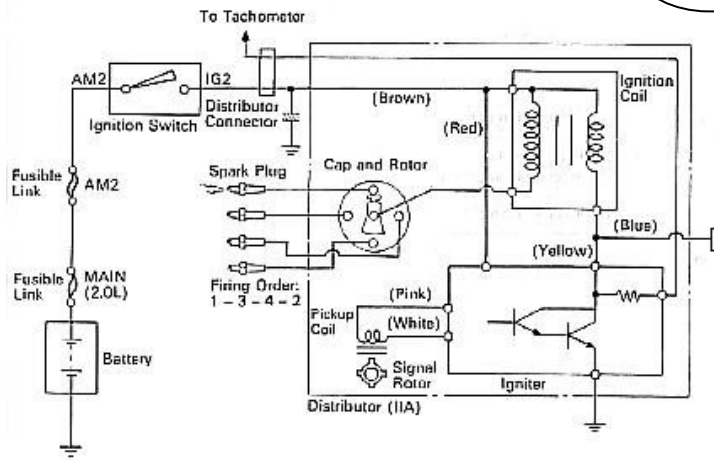 To Tachometer
AM2
IG2
Ignition Switch
Distributor
Connector
(Brown)
Ignition
Coil
(Red)
Fusible
Link
AM2
Spark Plug
Cap and Rotor
(Blue)
(Yellow)
Fusible
Link
MAIN
(2.0L)
Firing Order:
1 – 3 – 4 – 2
(Pink)
Pickup
Coil
(White)
Battery
Signal
Rotor
Igniter
Distributor (IIA)